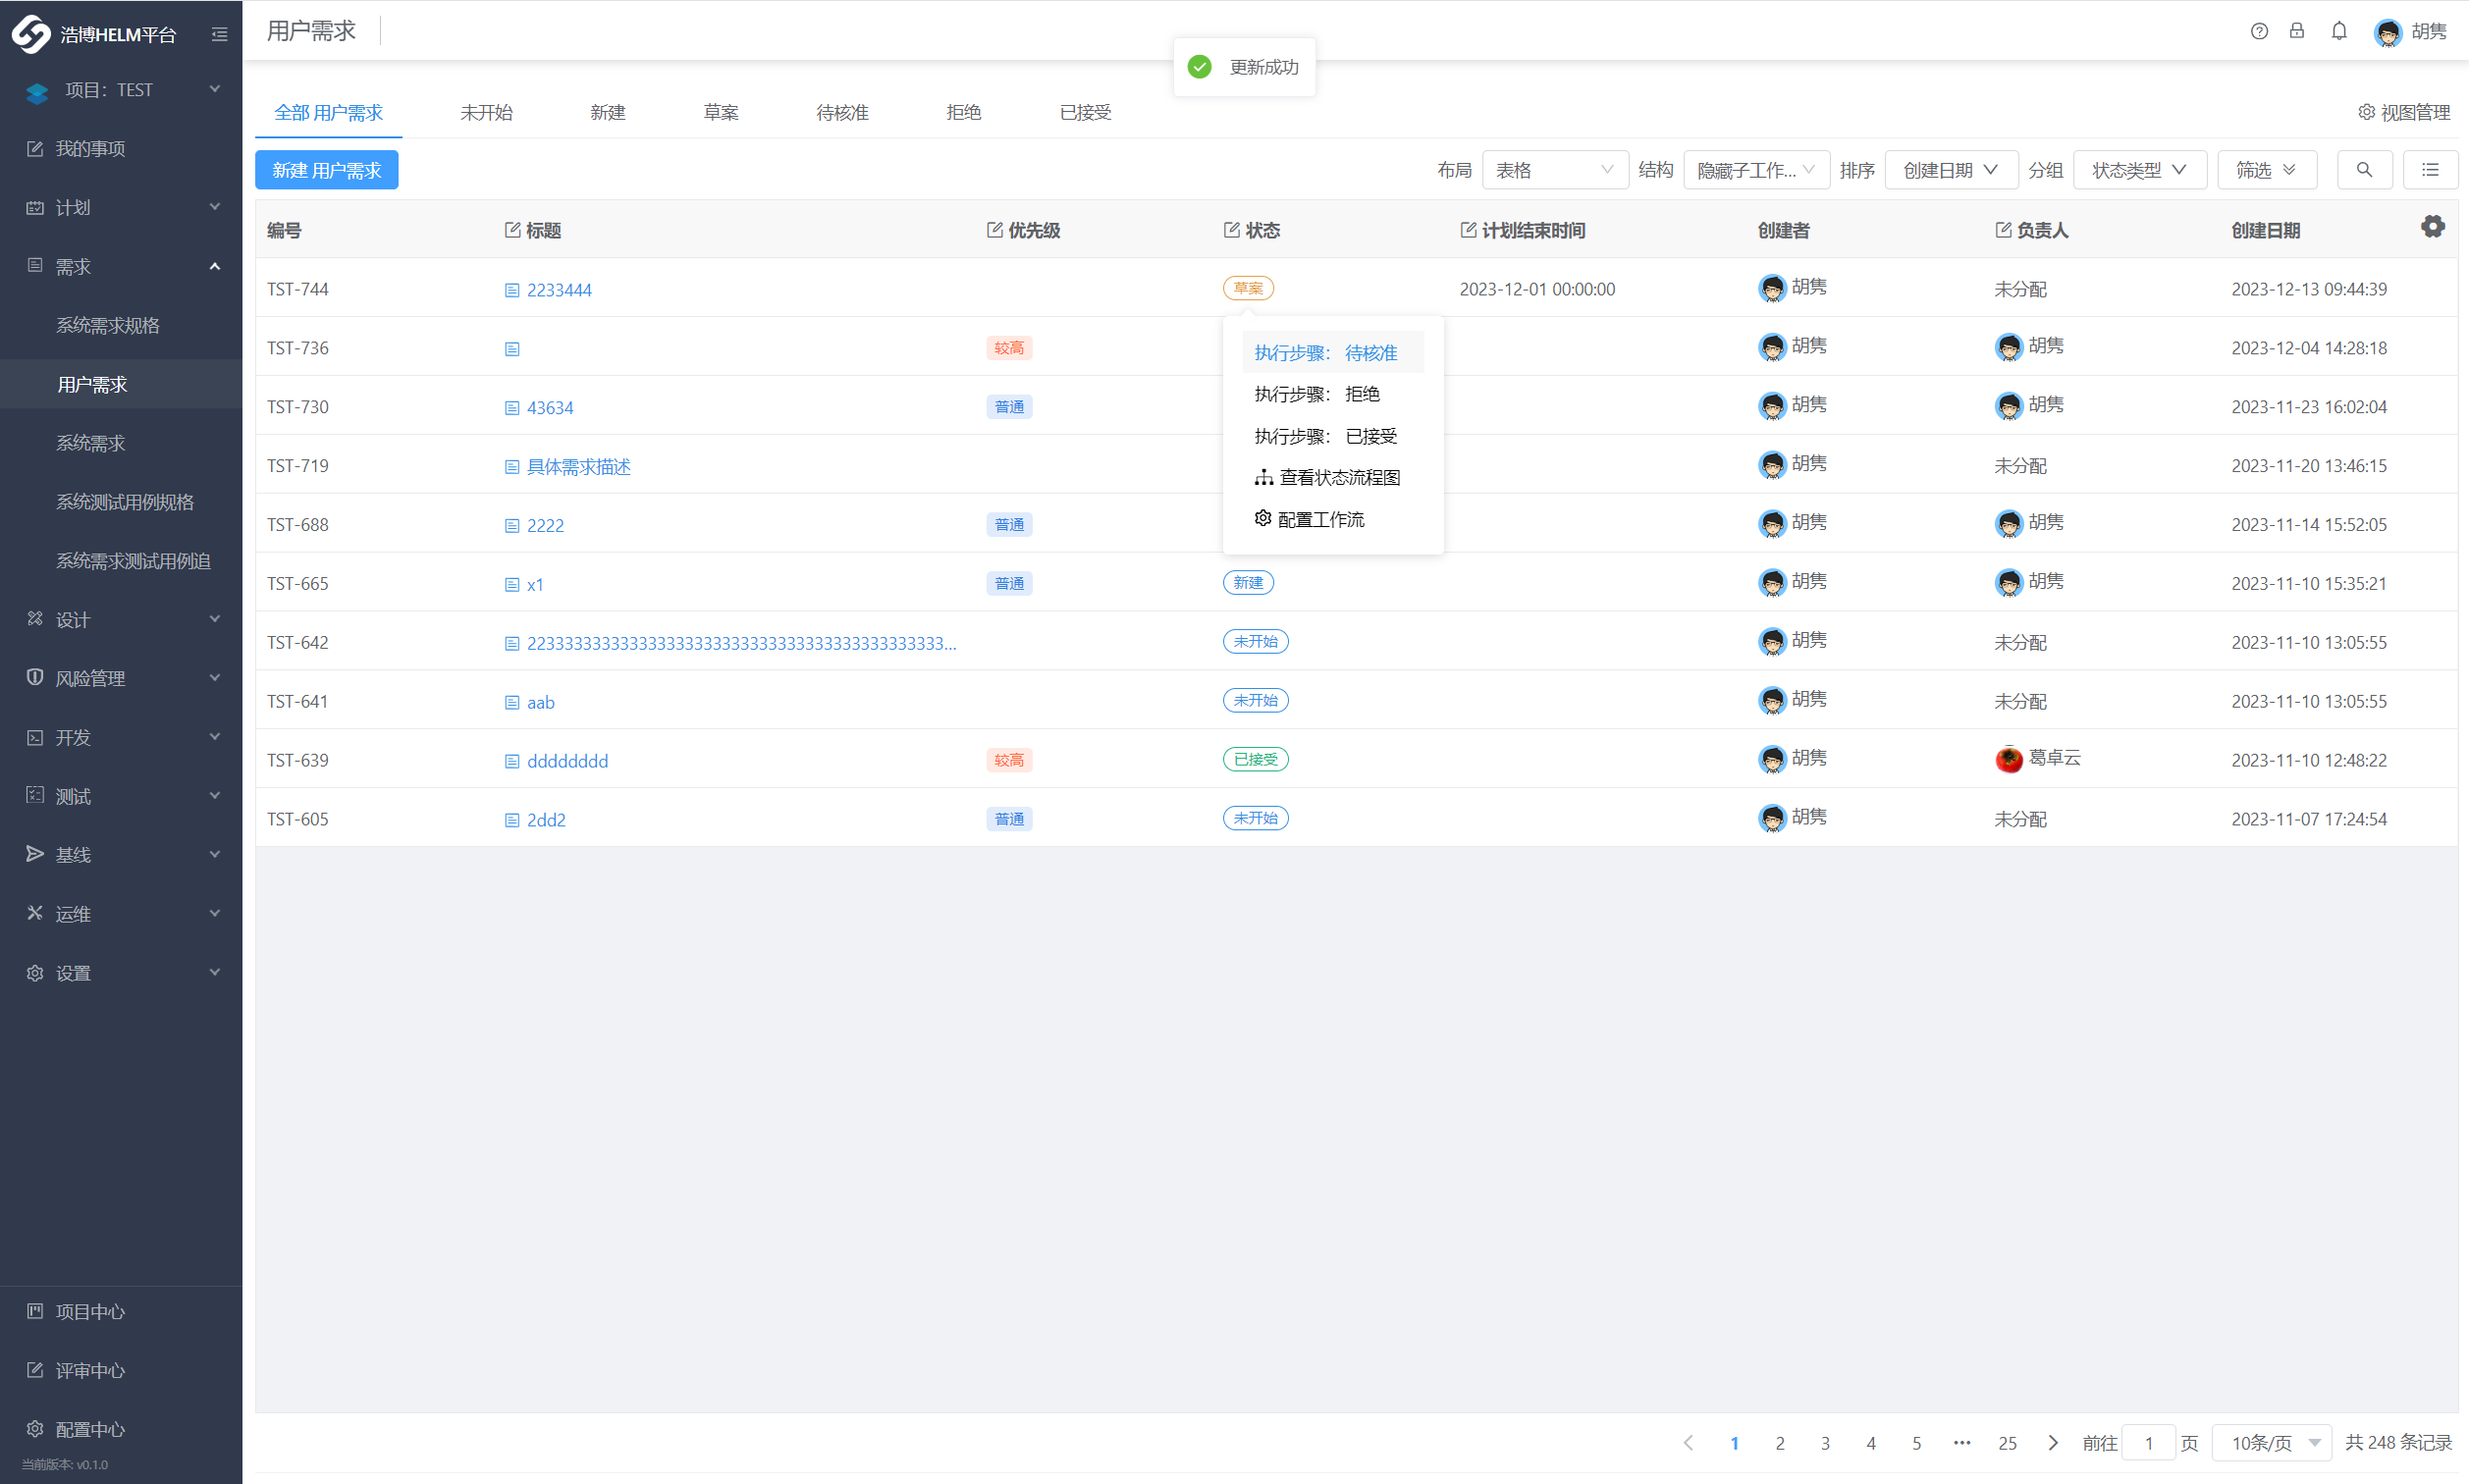 浩博HELM平台
项目：TEST
我的事项
计划
需求
系统需求规格
用户需求
系统需求
系统测试用例规格
系统需求测试用例追
设计
风险管理
开发
测试
基线
运维
设置
项目中心
评审中心
配置中心
当前版本: v0.1.0
用户需求
更新成功
胡隽
全部 用户需求 未开始 新建 草案 待核准 拒绝 已接受 视图管理
新建 用户需求 布局 表格 结构 隐藏子工作... 排序 创建日期 分组 状态类型 筛选
编号 标题 优先级 状态 计划结束时间 创建者 负责人 创建日期
TST-744 2233444 草案 2023-12-01 00:00:00 胡隽 未分配 2023-12-13 09:44:39
TST-736 较高 胡隽 胡隽 2023-12-04 14:28:18
TST-730 43634 普通 胡隽 胡隽 2023-11-23 16:02:04
TST-719 具体需求描述 胡隽 未分配 2023-11-20 13:46:15
TST-688 2222 普通 胡隽 胡隽 2023-11-14 15:52:05
TST-665 x1 普通 新建 胡隽 胡隽 2023-11-10 15:35:21
TST-642 22333333333333333333333333333333333333333333... 未开始 胡隽 未分配 2023-11-10 13:05:55
TST-641 aab 未开始 胡隽 未分配 2023-11-10 13:05:55
TST-639 dddddddd 较高 已接受 胡隽 葛卓云 2023-11-10 12:48:22
TST-605 2dd2 普通 未开始 胡隽 未分配 2023-11-07 17:24:54
执行步骤： 待核准
执行步骤： 拒绝
执行步骤： 已接受
查看状态流程图
配置工作流
1 2 3 4 5 ··· 25 前往 1 页 10条/页 共 248 条记录